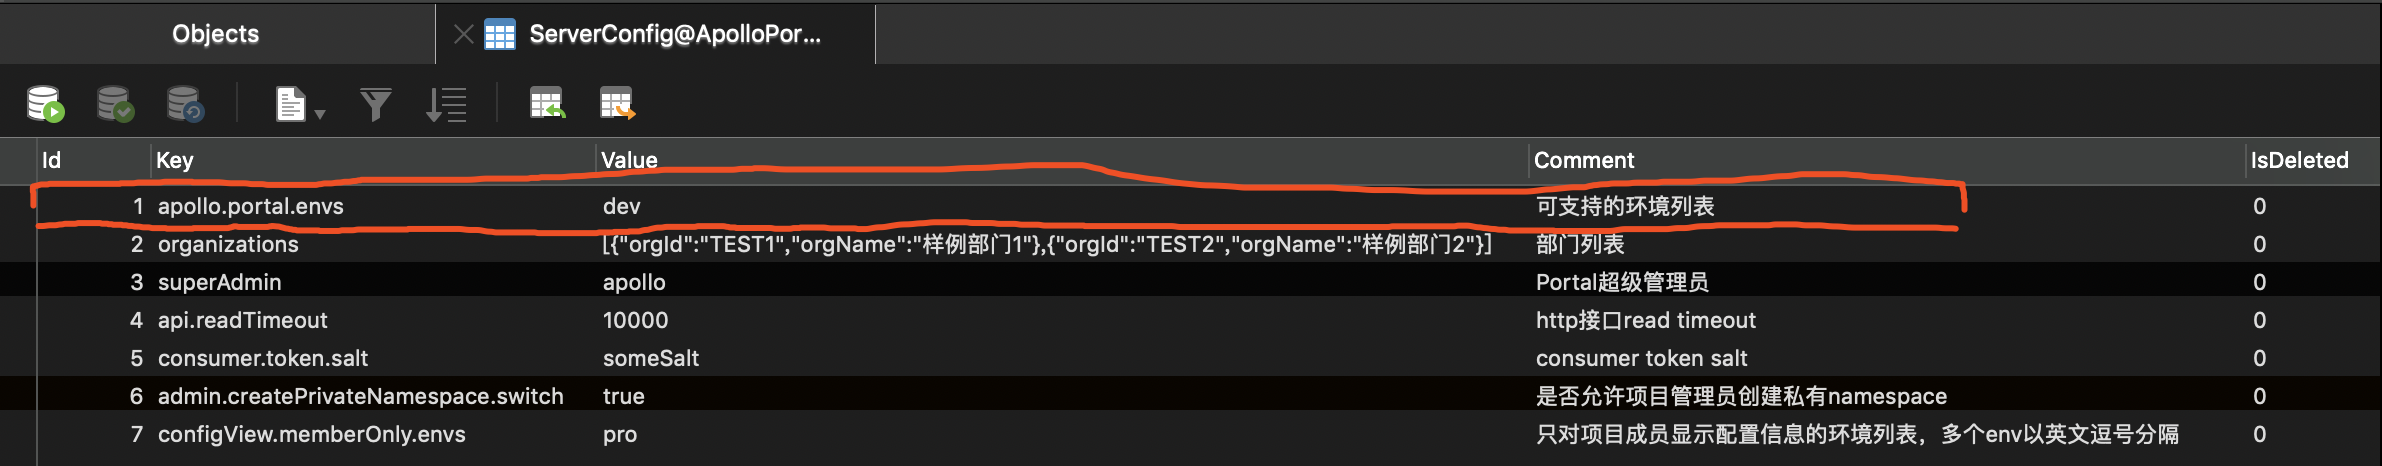 Objects
ServerConfig@ApolloPor...
Id Key Value Comment IsDeleted
1 apollo.portal.envs dev 可支持的环境列表 0
2 organizations [{"orgId":"TEST1","orgName":"样例部门1"},{"orgId":"TEST2","orgName":"样例部门2"}] 部门列表 0
3 superAdmin apollo Portal超级管理员 0
4 api.readTimeout 10000 http接口read timeout 0
5 consumer.token.salt someSalt consumer token salt 0
6 admin.createPrivateNamespace.switch true 是否允许项目管理员创建私有namespace 0
7 configView.memberOnly.envs pro 只对项目成员显示配置信息的环境列表，多个env以英文逗号分隔 0